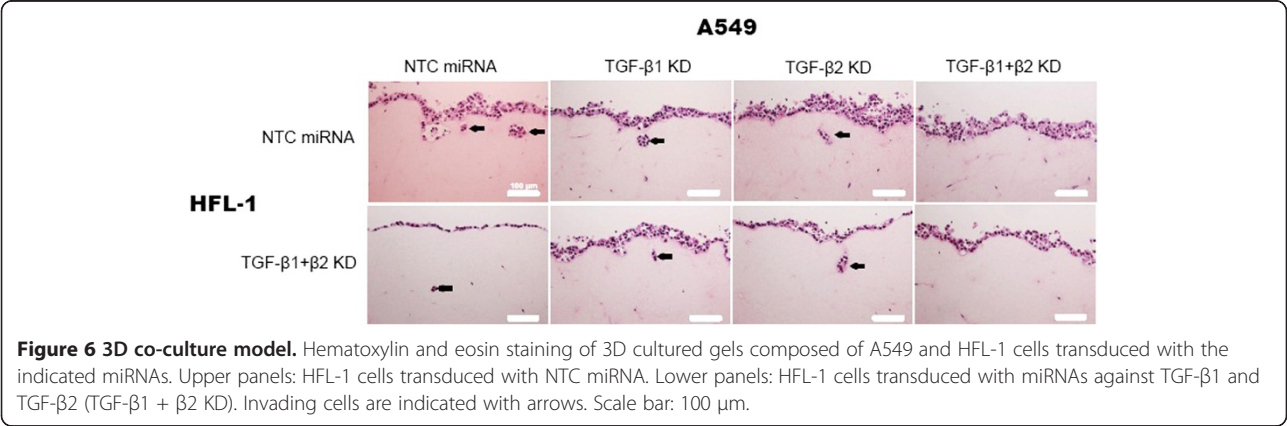 A549
NTC miRNA TGF-β1 KD TGF-β2 KD TGF-β1+β2 KD
NTC miRNA
100 µm
HFL-1
TGF-β1+β2 KD
Figure 6 3D co-culture model. Hematoxylin and eosin staining of 3D cultured gels composed of A549 and HFL-1 cells transduced with the
indicated miRNAs. Upper panels: HFL-1 cells transduced with NTC miRNA. Lower panels: HFL-1 cells transduced with miRNAs against TGF-β1 and
TGF-β2 (TGF-β1 + β2 KD). Invading cells are indicated with arrows. Scale bar: 100 μm.